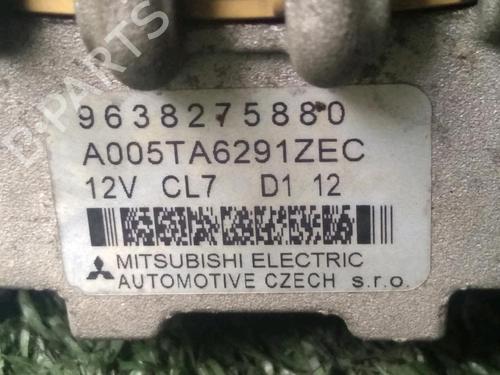 9638275880
A005TA6291ZEC
12V CL7 D1 12
MITSUBISHI ELECTRIC
AUTOMOTIVE CZECH s.r.o.
B-Parts